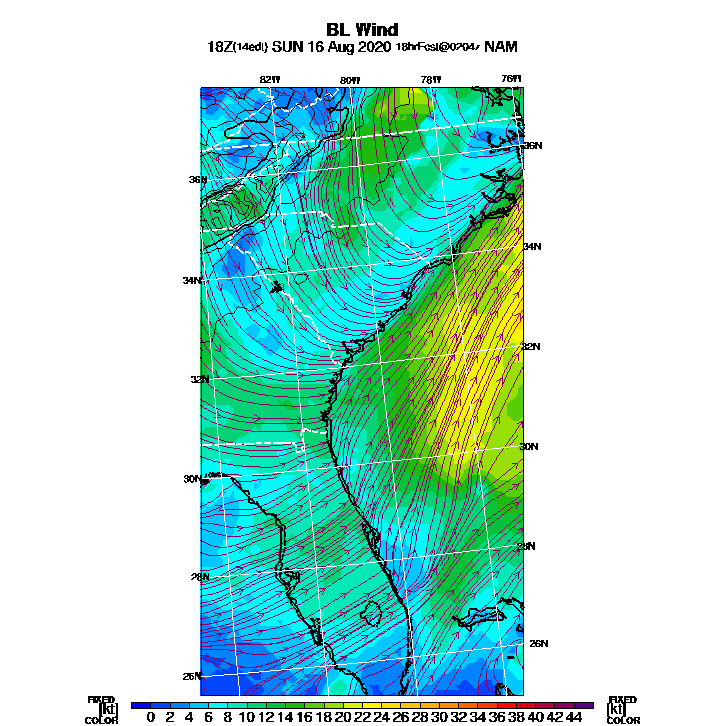 BL Wind
18Z(14edt) SUN 16 Aug 2020 18hrFcst@0204z NAM
82W 80W 78W 76W
36N 36N
34N 34N
32N 32N
30N 30N
28N 28N
26N 26N
FIXED FIXED
[kt] 0 2 4 6 8 10 12 14 16 18 20 22 24 26 28 30 32 34 36 38 40 42 44 [kt]
COLOR COLOR